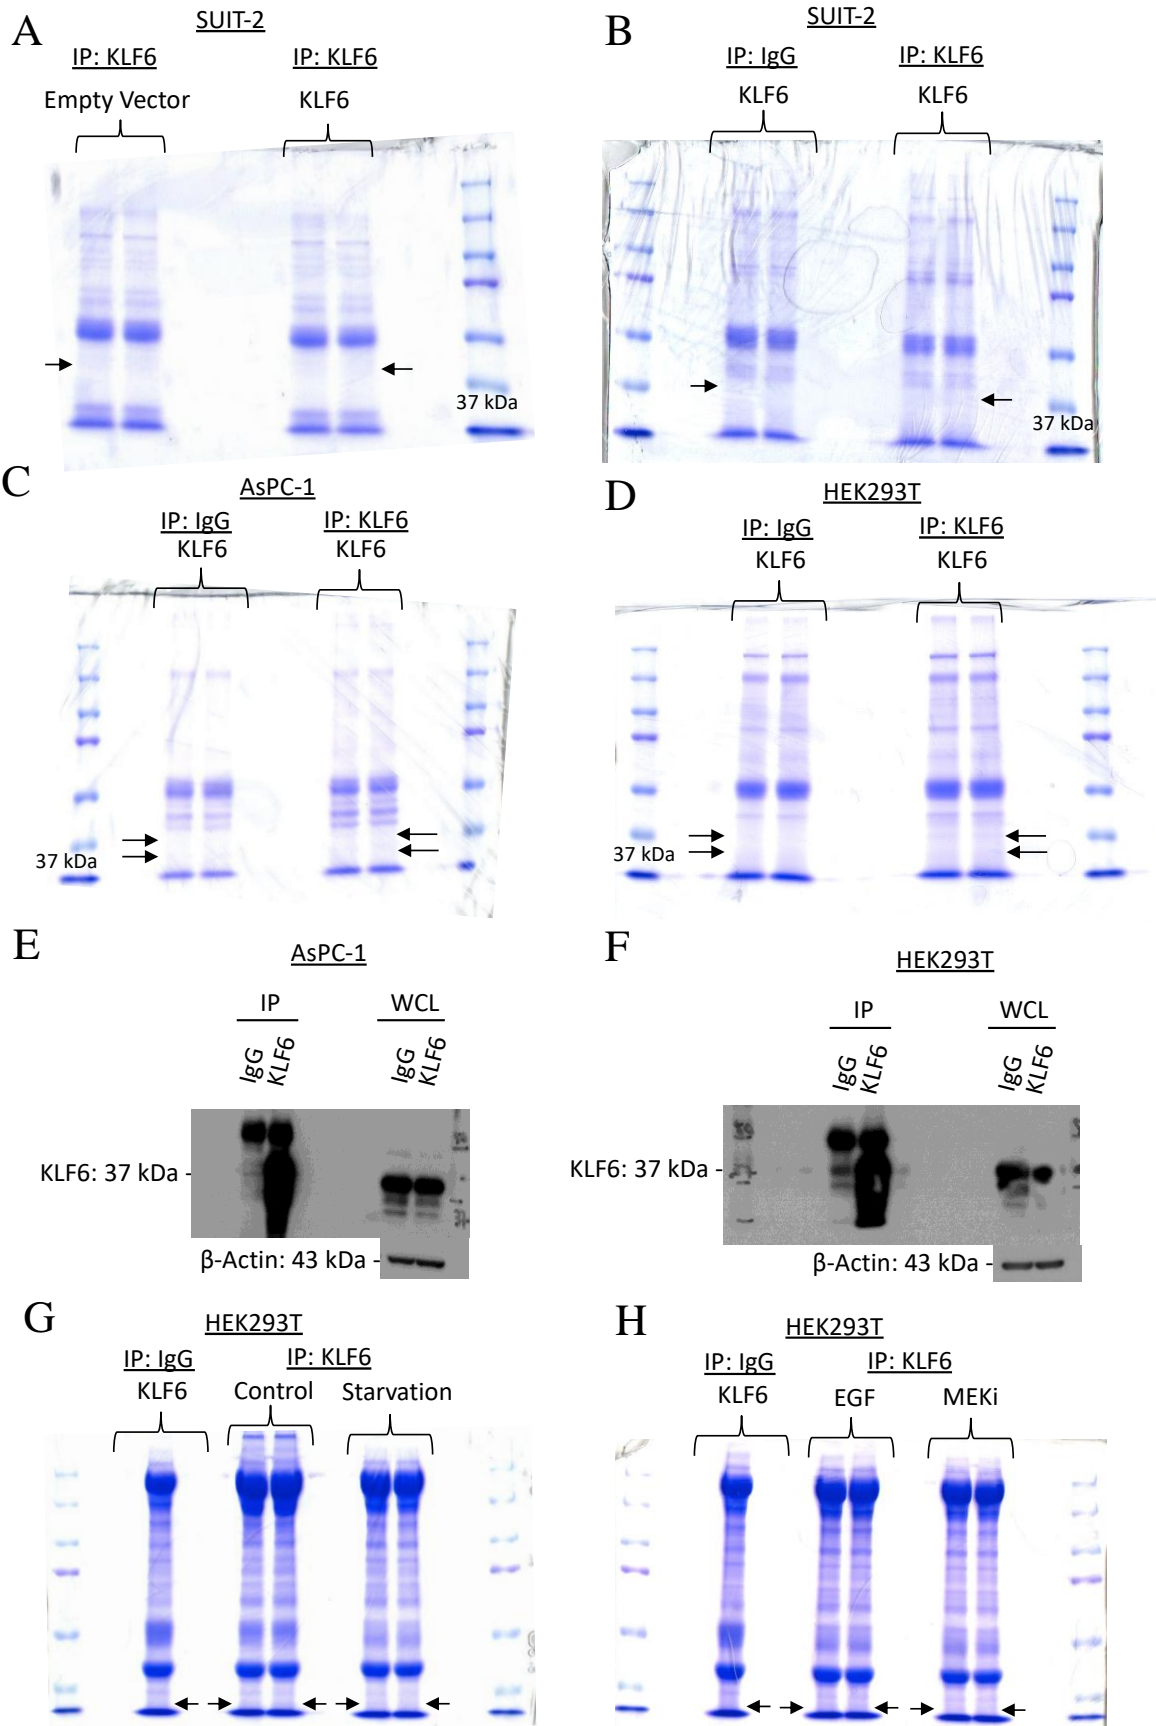 A
SUIT-2
IP: KLF6
IP: KLF6
Empty Vector
KLF6
37 kDa
B
SUIT-2
IP: IgG
IP: KLF6
KLF6
KLF6
37 kDa
C
AsPC-1
IP: IgG
IP: KLF6
KLF6
KLF6
37 kDa
D
HEK293T
IP: IgG
IP: KLF6
KLF6
KLF6
37 kDa
E
AsPC-1
IP
WCL
IgG
KLF6
IgG
KLF6
KLF6: 37 kDa -
β-Actin: 43 kDa -
F
HEK293T
IP
WCL
IgG
KLF6
IgG
KLF6
KLF6: 37 kDa -
β-Actin: 43 kDa -
G
HEK293T
IP: IgG
IP: KLF6
KLF6
Control
Starvation
H
HEK293T
IP: IgG
IP: KLF6
KLF6
EGF
MEKi